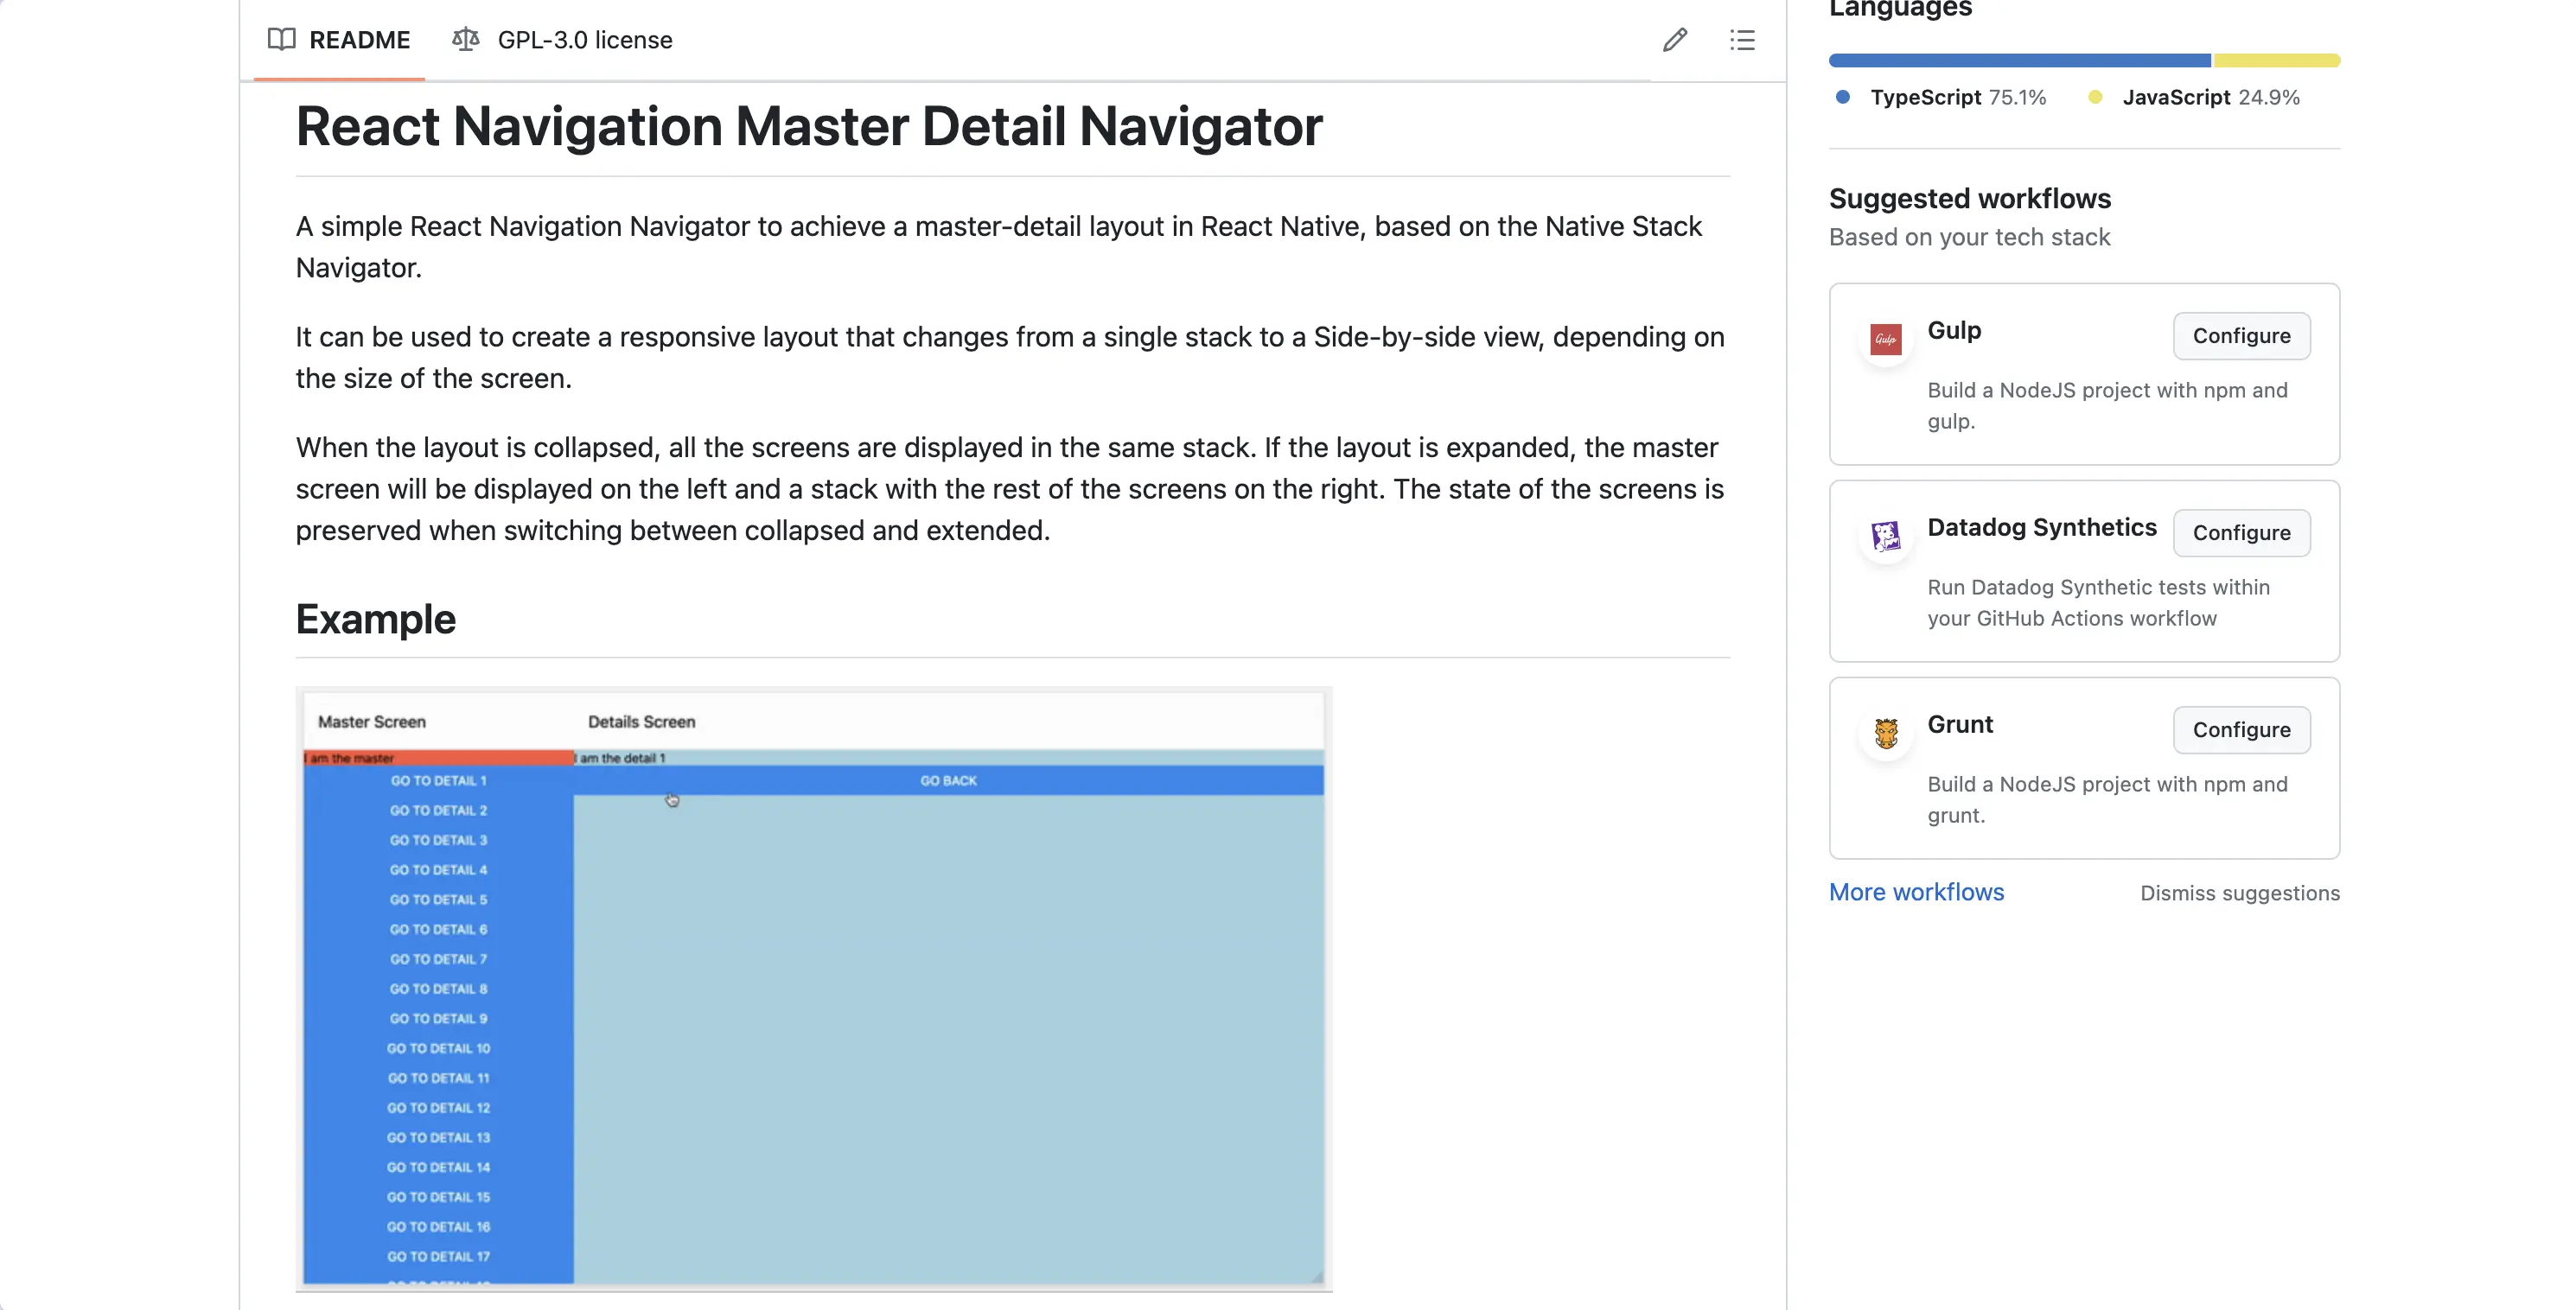 README
GPL-3.0 license
React Navigation Master Detail Navigator
A simple React Navigation Navigator to achieve a master-detail layout in React Native, based on the Native Stack
Navigator.
It can be used to create a responsive layout that changes from a single stack to a Side-by-side view, depending on
the size of the screen.
When the layout is collapsed, all the screens are displayed in the same stack. If the layout is expanded, the master
screen will be displayed on the left and a stack with the rest of the screens on the right. The state of the screens is
preserved when switching between collapsed and extended.
Example
Master Screen
Details Screen
I am the master
I am the detail 1
GO TO DETAIL 1
GO BACK
GO TO DETAIL 2
GO TO DETAIL 3
GO TO DETAIL 4
GO TO DETAIL 5
GO TO DETAIL 6
GO TO DETAIL 7
GO TO DETAIL 8
GO TO DETAIL 9
GO TO DETAIL 10
GO TO DETAIL 11
GO TO DETAIL 12
GO TO DETAIL 13
GO TO DETAIL 14
GO TO DETAIL 15
GO TO DETAIL 16
GO TO DETAIL 17
Languages
TypeScript 75.1%
JavaScript 24.9%
Suggested workflows
Based on your tech stack
Gulp
Gulp
Configure
Build a NodeJS project with npm and
gulp.
Datadog Synthetics
Configure
Run Datadog Synthetic tests within
your GitHub Actions workflow
Grunt
Configure
Build a NodeJS project with npm and
grunt.
More workflows
Dismiss suggestions